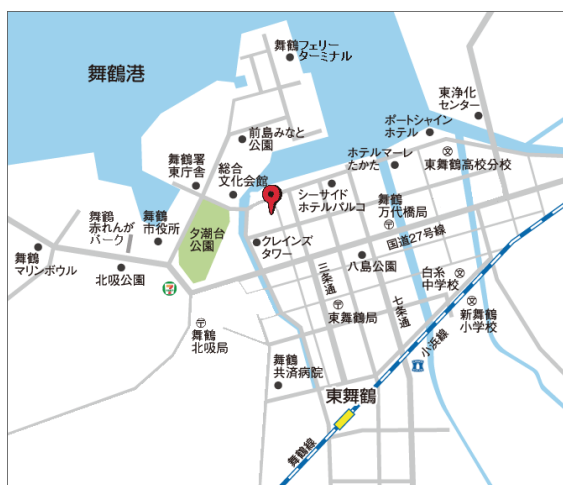 舞鶴フェリー
ターミナル
舞鶴港
東浄化
センター
ポートシャイン
ホテル
前島みなと
公園
ホテルマーレ
たかた
東舞鶴高校分校
舞鶴署
東庁舎
総合
文化会館
シーサイド
ホテルパルコ
舞鶴
万代橋局
舞鶴
赤れんが
パーク
舞鶴
市役所
夕潮台
公園
クレインズ
タワー
国道27号線
舞鶴
マリンボウル
北吸公園
三条通
八島公園
白糸
中学校
7
東舞鶴局
七条通
新舞鶴
小学校
舞鶴
北吸局
小浜線
舞鶴
共済病院
東舞鶴
舞鶴線